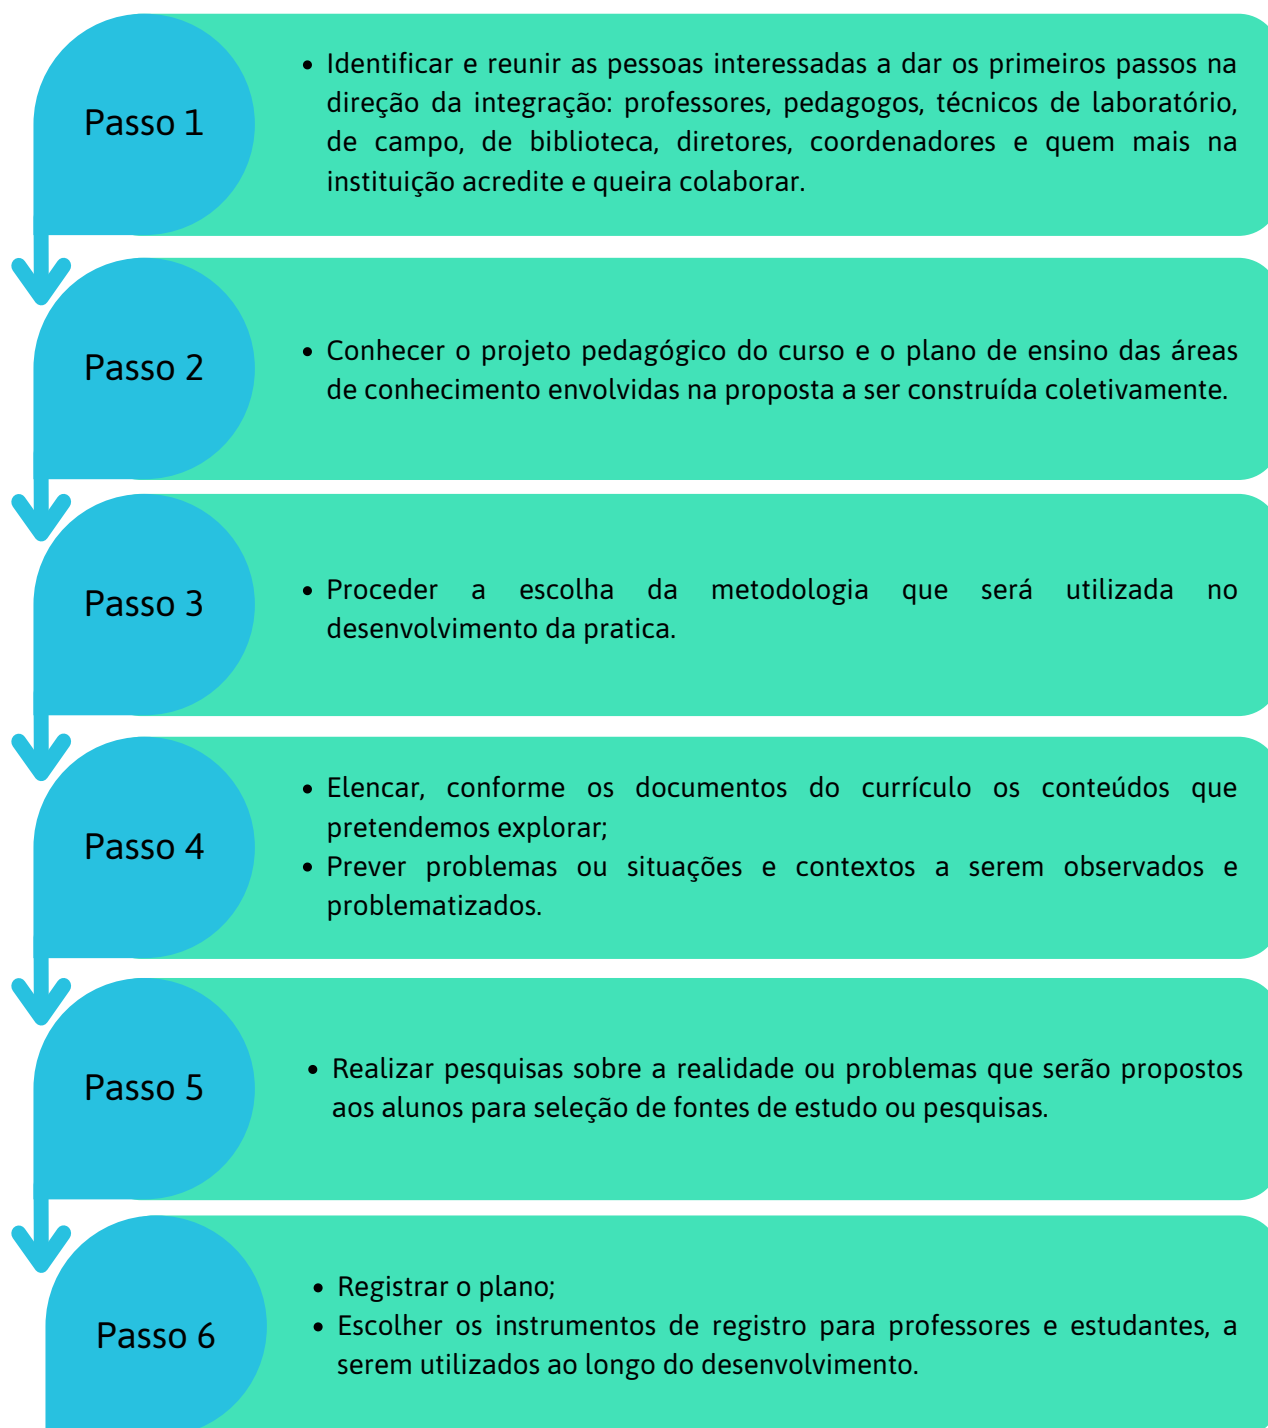 Passo 1
• Identificar e reunir as pessoas interessadas a dar os primeiros passos na
direção da integração: professores, pedagogos, técnicos de laboratório,
de campo, de biblioteca, diretores, coordenadores e quem mais na
instituição acredite e queira colaborar.
Passo 2
• Conhecer o projeto pedagógico do curso e o plano de ensino das áreas
de conhecimento envolvidas na proposta a ser construída coletivamente.
Passo 3
• Proceder a escolha da metodologia que será utilizada no
desenvolvimento da pratica.
Passo 4
• Elencar, conforme os documentos do currículo os conteúdos que
pretendemos explorar;
• Prever problemas ou situações e contextos a serem observados e
problematizados.
Passo 5
• Realizar pesquisas sobre a realidade ou problemas que serão propostos
aos alunos para seleção de fontes de estudo ou pesquisas.
Passo 6
• Registrar o plano;
• Escolher os instrumentos de registro para professores e estudantes, a
serem utilizados ao longo do desenvolvimento.